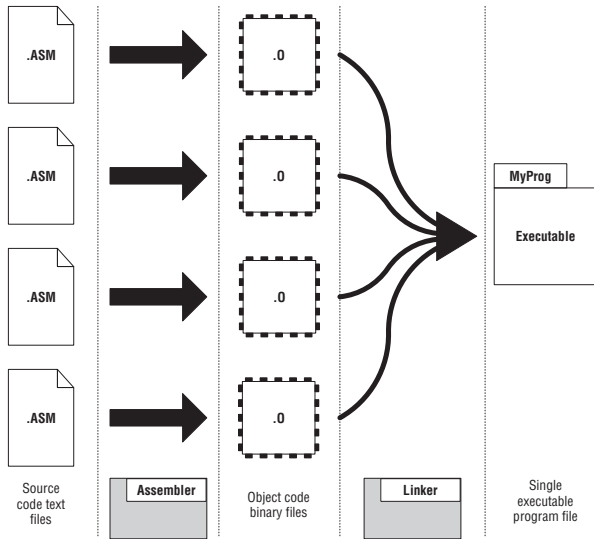 .ASM
.O
.ASM
.O
MyProg
Executable
.ASM
.O
.ASM
.O
Source
code text
files
Assembler
Object code
binary files
Linker
Single
executable
program file